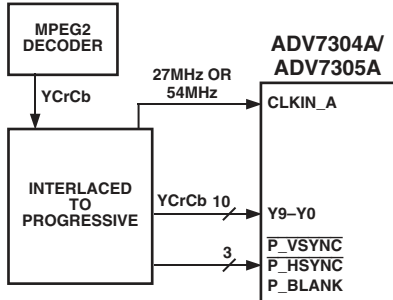 MPEG2
DECODER
YCrCb
INTERLACED
TO
PROGRESSIVE
27MHz OR
54MHz
YCrCb 10
3
ADV7304A/
ADV7305A
CLKIN_A
Y9–Y0
P_VSYNC
P_HSYNC
P_BLANK